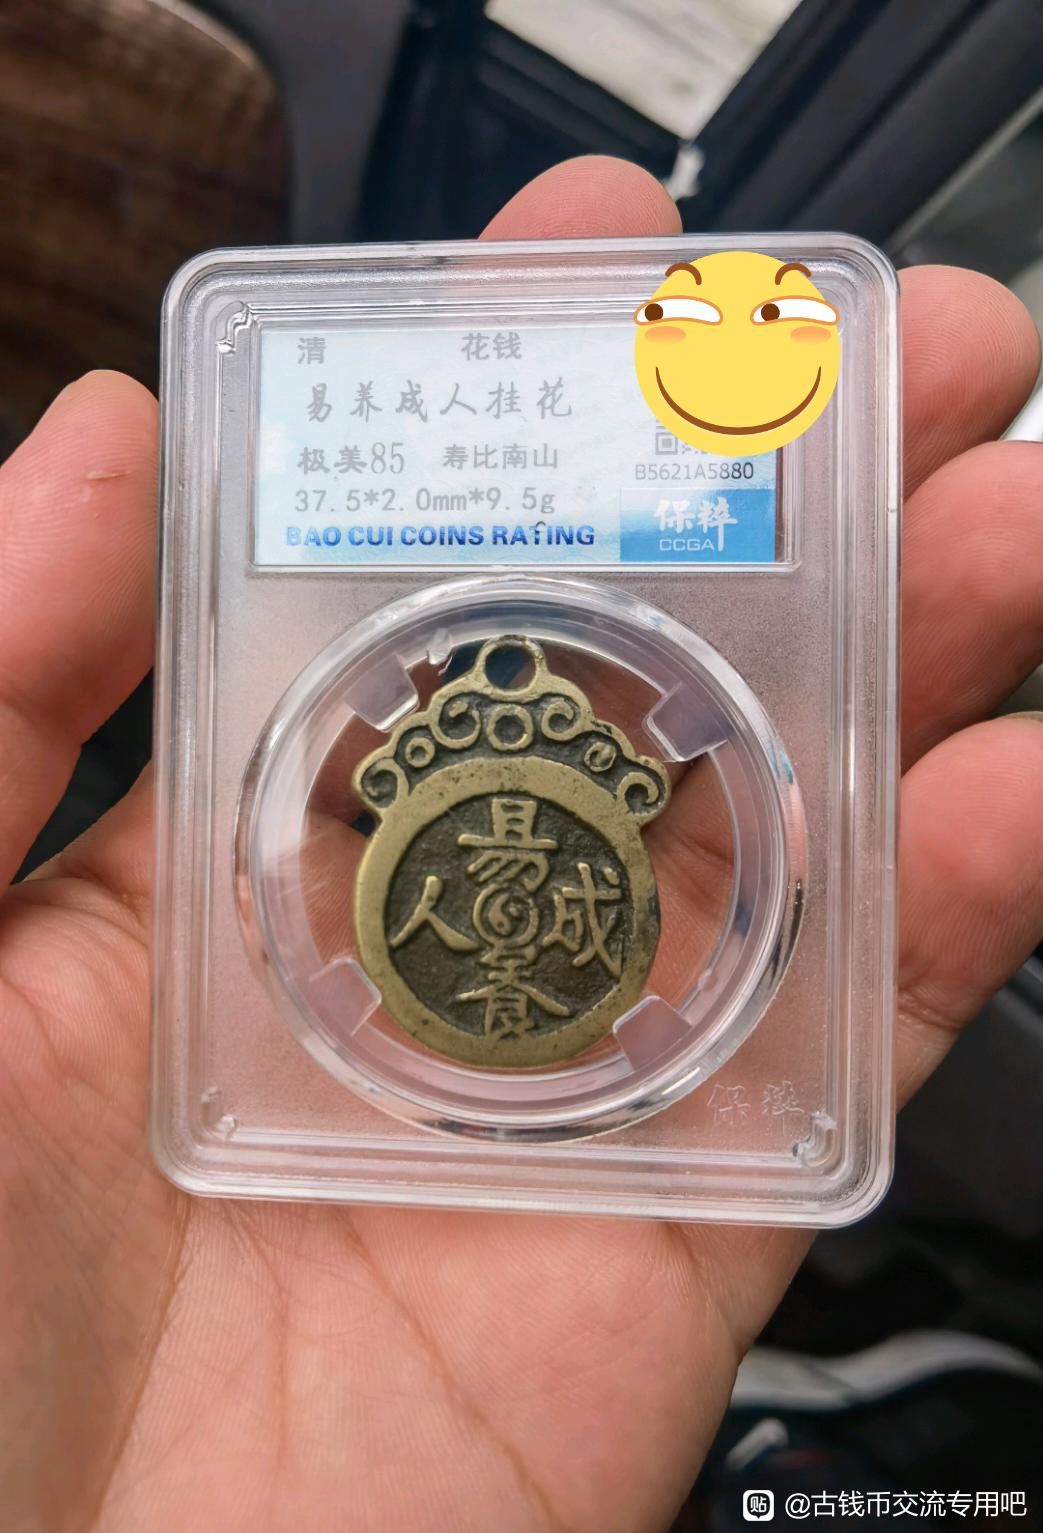 清 花钱
易养成人挂花
极美85 寿比南山
37.5*2.0mm*9.5g
BAO CUI COINS RATING
B5621A5880
保粹
CCGA
易
人 成
養
保粹
贴 @古钱币交流专用吧